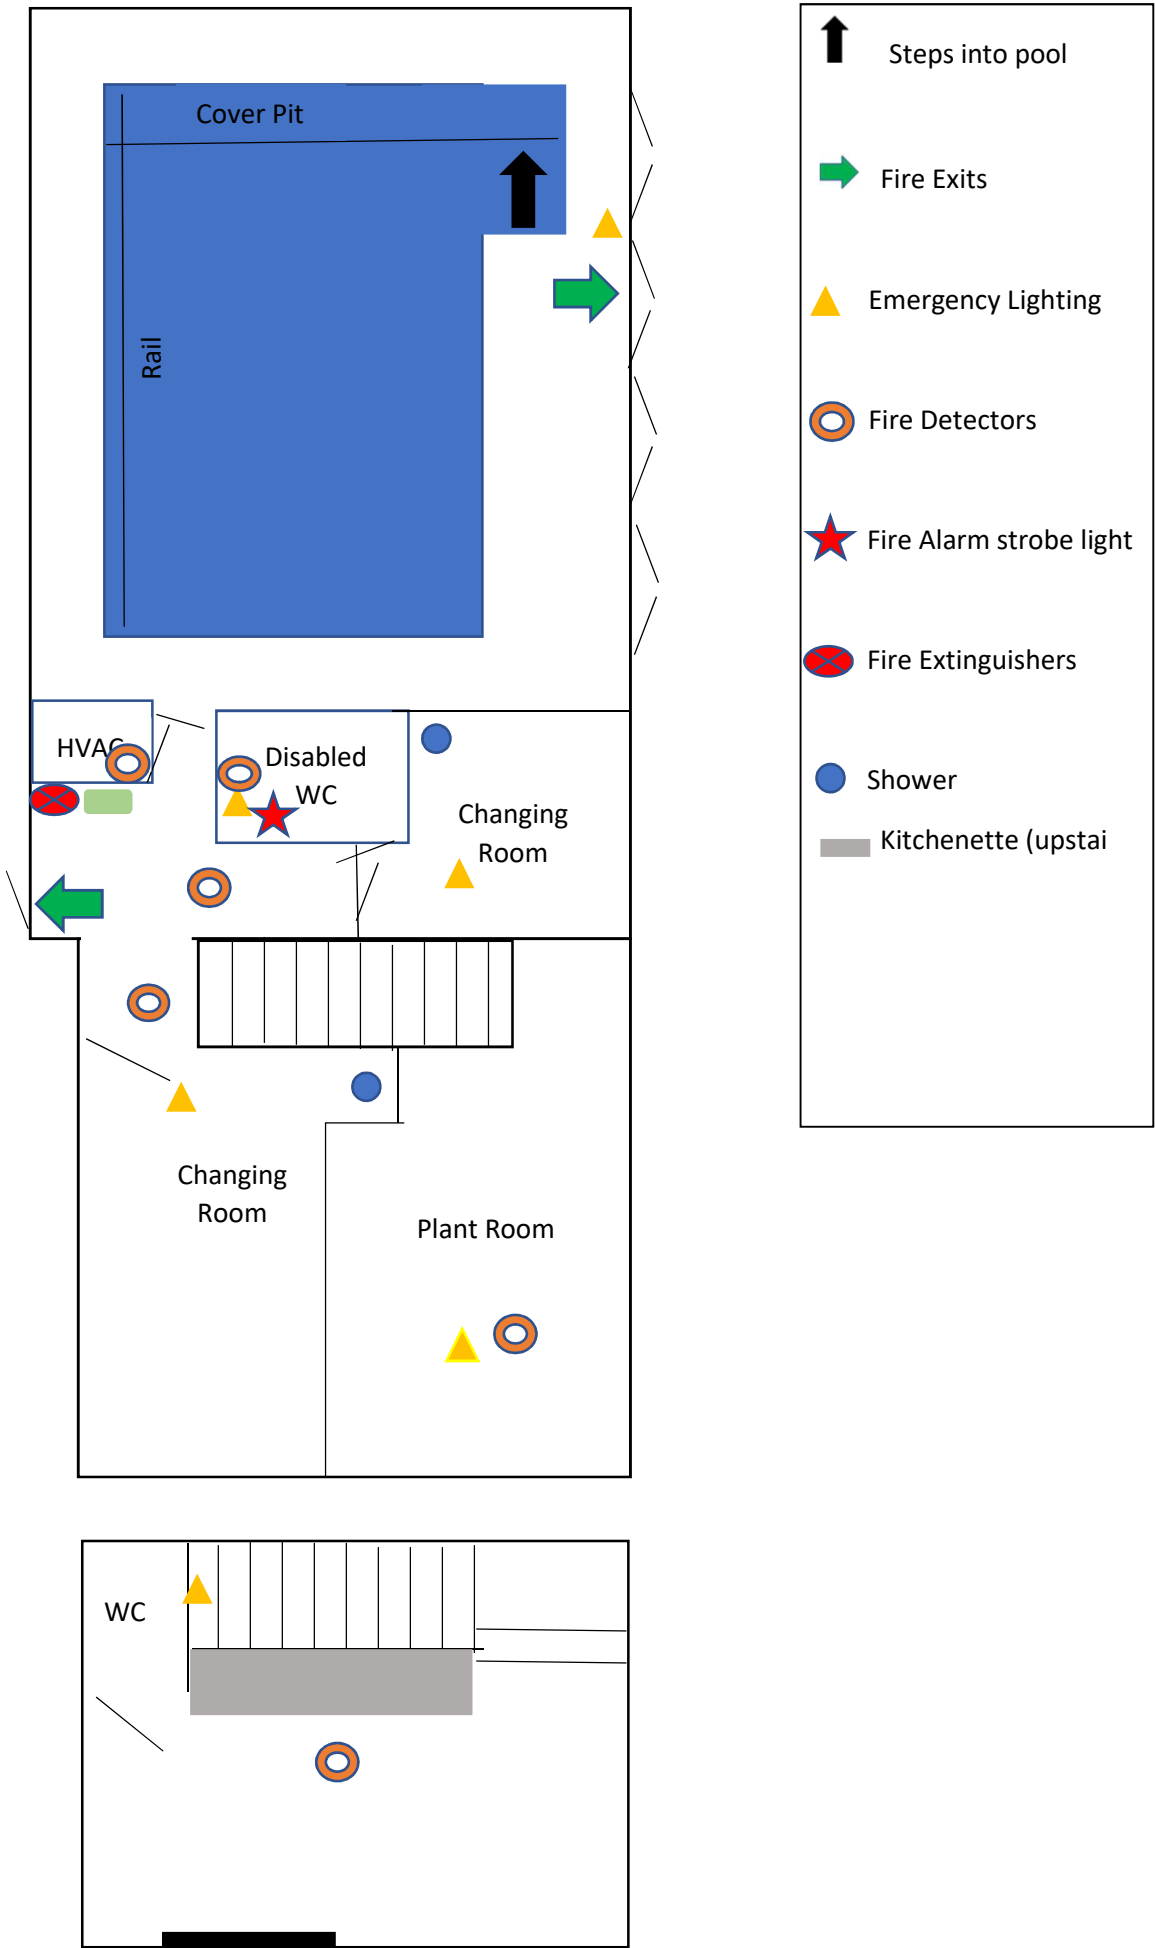 Cover Pit
Rail
HVAC
Disabled
WC
Changing
Room
Changing
Room
Plant Room
WC
Steps into pool
Fire Exits
Emergency Lighting
Fire Detectors
Fire Alarm strobe light
Fire Extinguishers
Shower
Kitchenette (upstai